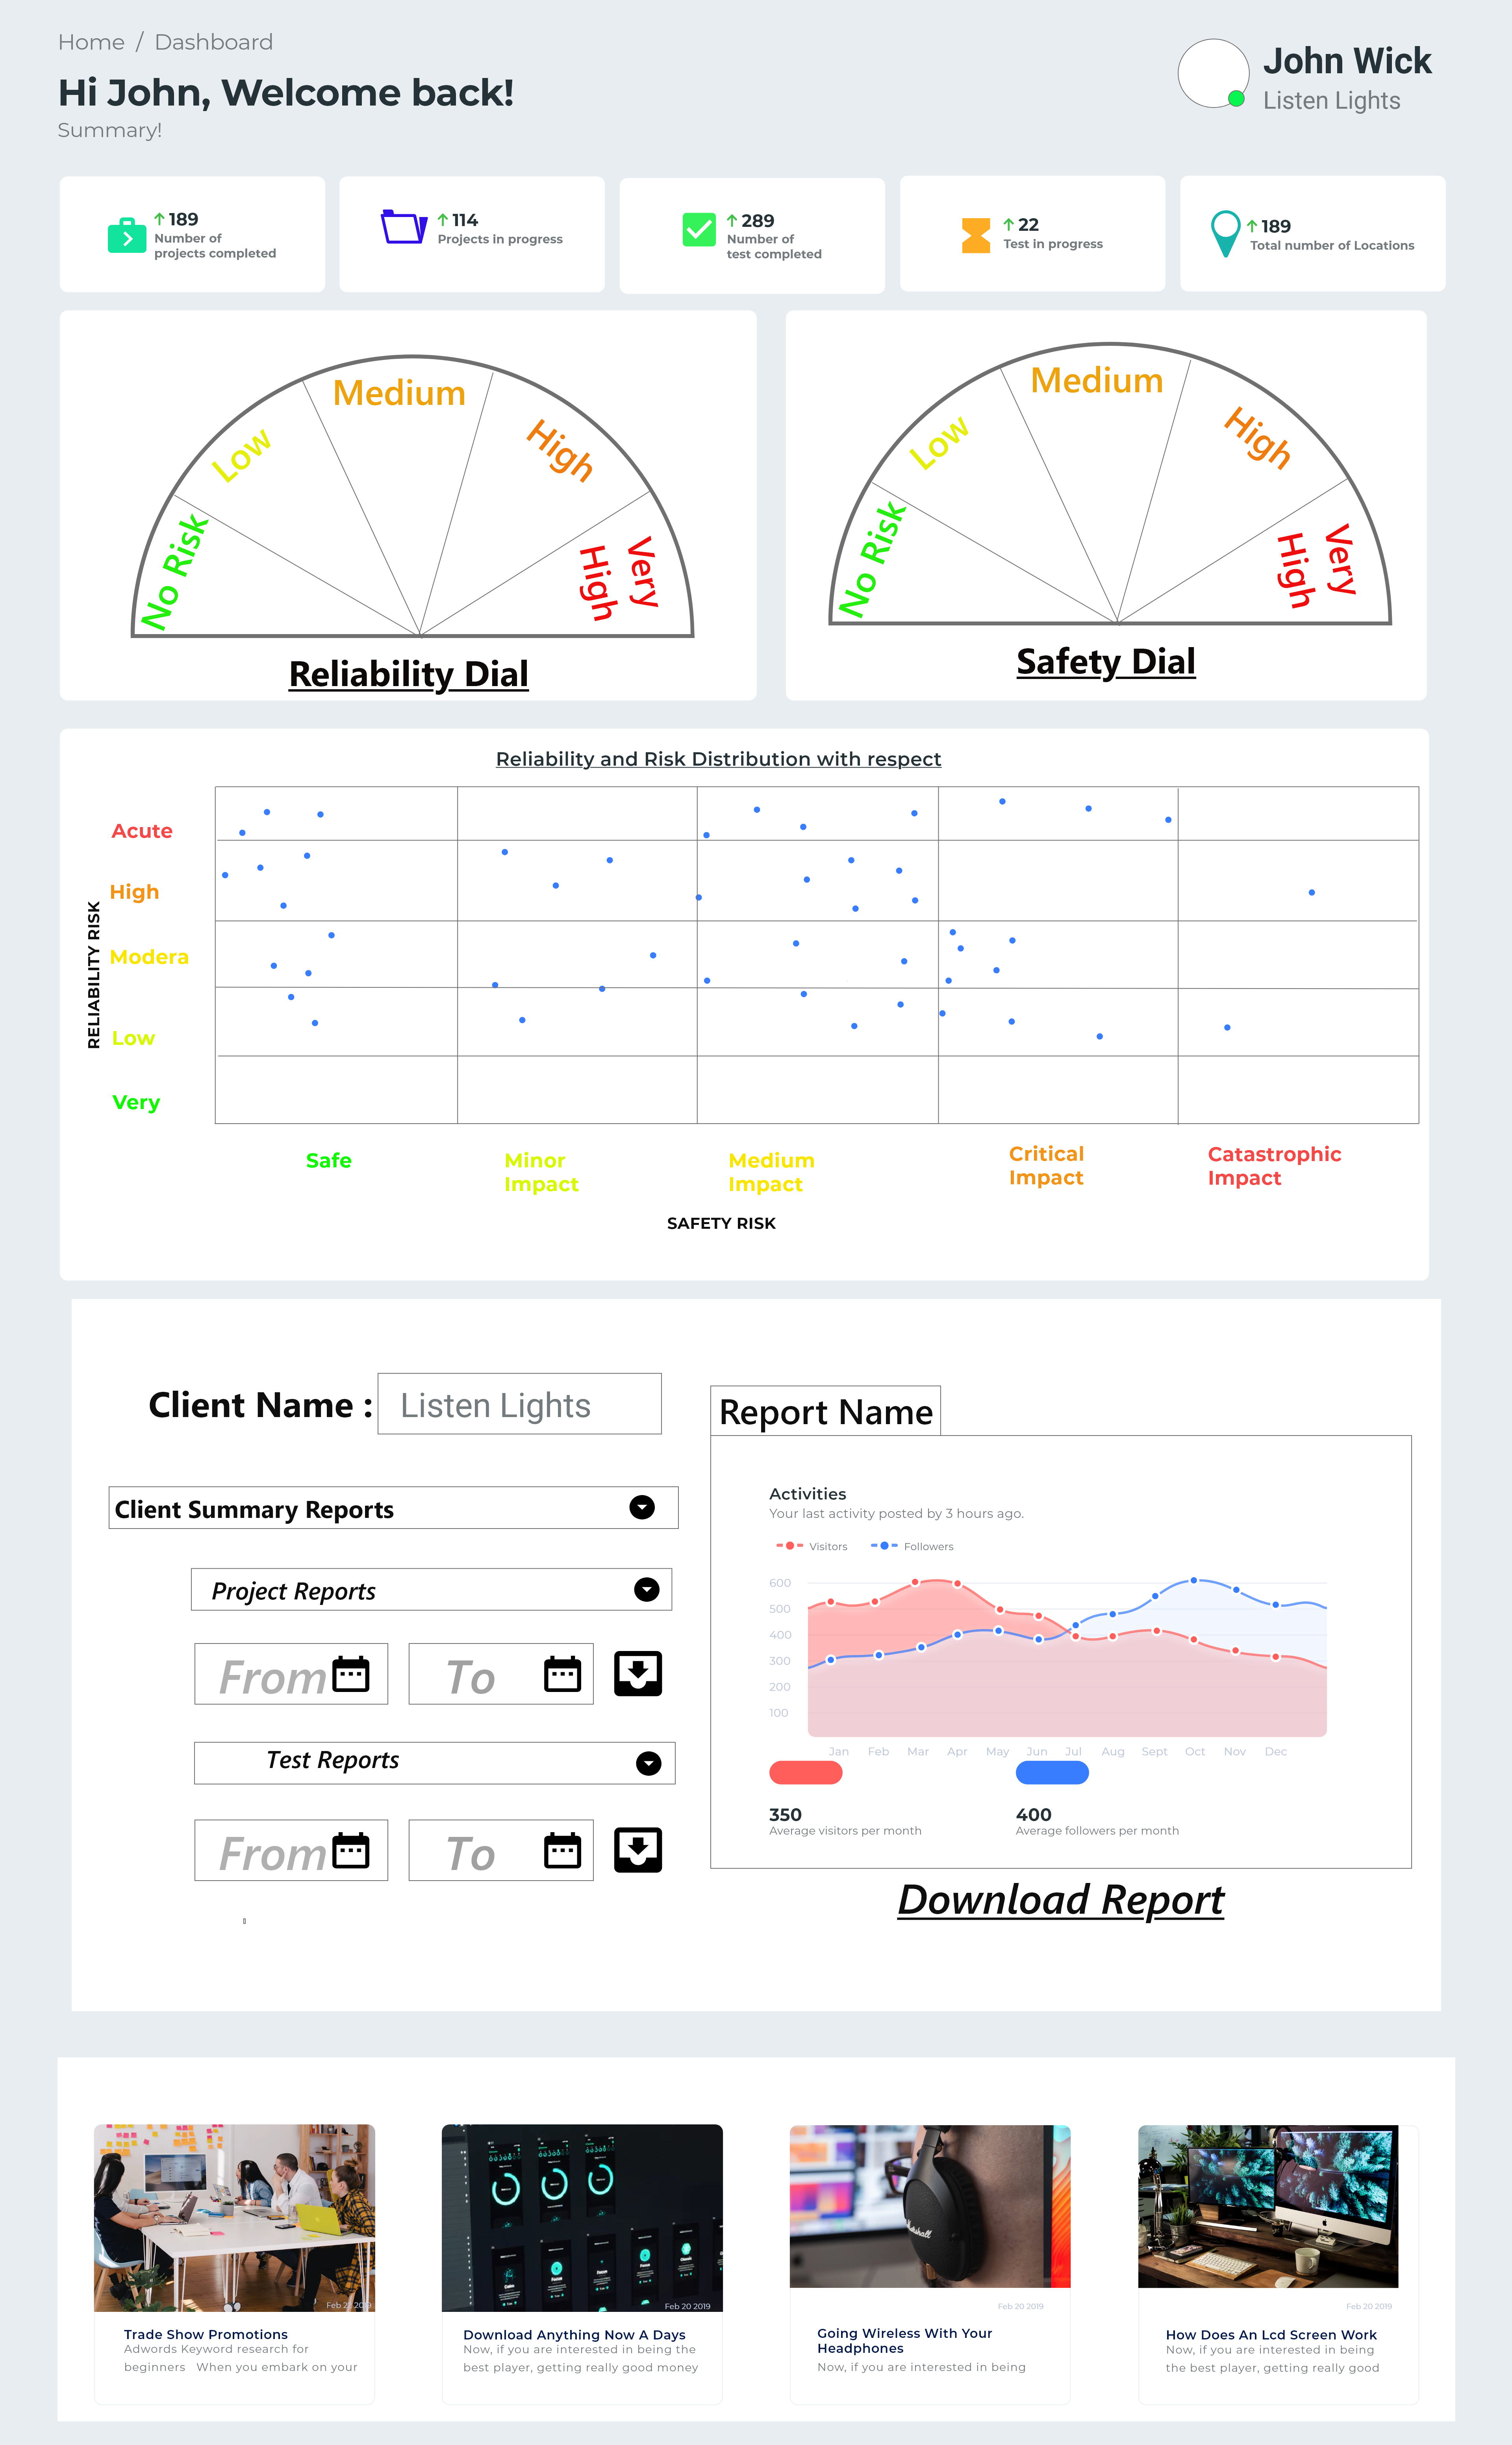 Home / Dashboard
Hi John, Welcome back!
Summary!
John Wick
Listen Lights
189
Number of
projects completed
114
Projects in progress
289
Number of
test completed
22
Test in progress
189
Total number of Locations
No Risk
Low
Medium
High
Very
High
Reliability Dial
No Risk
Low
Medium
High
Very
High
Safety Dial
Reliability and Risk Distribution with respect
RELIABILITY RISK
Acute
High
Modera
Low
Very
Safe
Minor
Impact
Medium
Impact
Critical
Impact
Catastrophic
Impact
SAFETY RISK
Client Name :
Listen Lights
Client Summary Reports
Project Reports
From
To
Test Reports
From
To
Report Name
Activities
Your last activity posted by 3 hours ago.
Visitors
Followers
600
500
400
300
200
100
Jan Feb Mar Apr May Jun Jul Aug Sept Oct Nov Dec
350
Average visitors per month
400
Average followers per month
Download Report
Feb 20 2019
Trade Show Promotions
Adwords Keyword research for
beginners When you embark on your
Feb 20 2019
Download Anything Now A Days
Now, if you are interested in being the
best player, getting really good money
Marshall
Feb 20 2019
Going Wireless With Your
Headphones
Now, if you are interested in being
Feb 20 2019
How Does An Lcd Screen Work
Now, if you are interested in being
the best player, getting really good